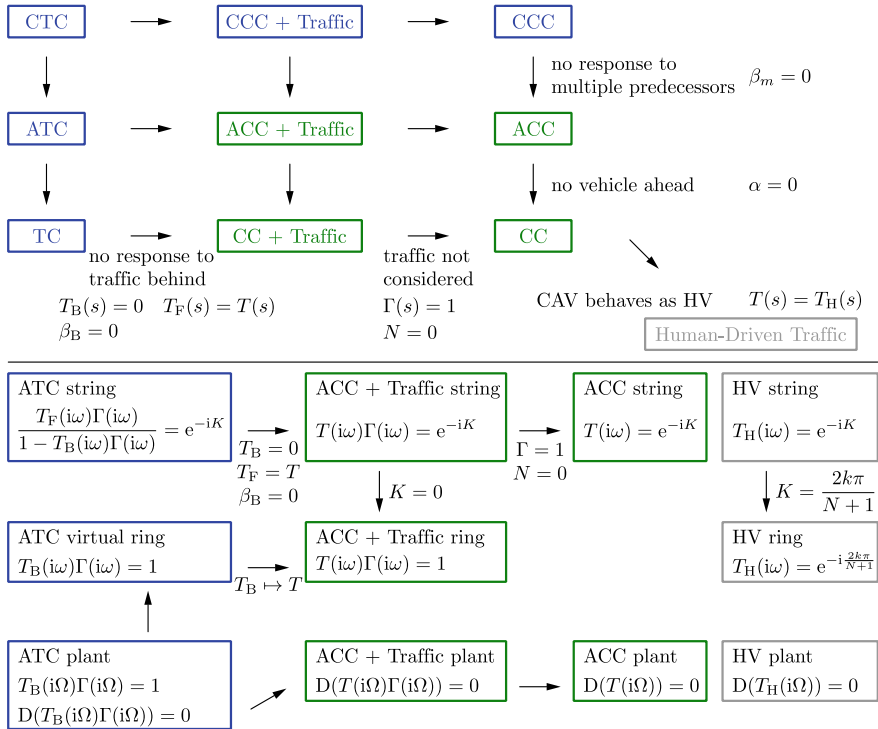 CTC
CCC + Traffic
CCC
no response to
multiple predecessors
β_m = 0
ATC
ACC + Traffic
ACC
no vehicle ahead
α = 0
TC
CC + Traffic
CC
no response to
traffic behind
T_B(s) = 0 T_F(s) = T(s)
β_B = 0
traffic not
considered
Γ(s) = 1
N = 0
CAV behaves as HV
T(s) = T_H(s)
Human-Driven Traffic
ATC string
\frac{T_F(iω)Γ(iω)}{1 − T_B(iω)Γ(iω)} = e^{−iK}
T_B = 0
T_F = T
β_B = 0
ACC + Traffic string
T(iω)Γ(iω) = e^{−iK}
Γ = 1
N = 0
ACC string
T(iω) = e^{−iK}
HV string
T_H(iω) = e^{−iK}
K = 0
K = \frac{2kπ}{N + 1}
ATC virtual ring
T_B(iω)Γ(iω) = 1
T_B ↦ T
ACC + Traffic ring
T(iω)Γ(iω) = 1
HV ring
T_H(iω) = e^{−i\frac{2kπ}{N+1}}
ATC plant
T_B(iΩ)Γ(iΩ) = 1
D(T_B(iΩ)Γ(iΩ)) = 0
ACC + Traffic plant
D(T(iΩ)Γ(iΩ)) = 0
ACC plant
D(T(iΩ)) = 0
HV plant
D(T_H(iΩ)) = 0